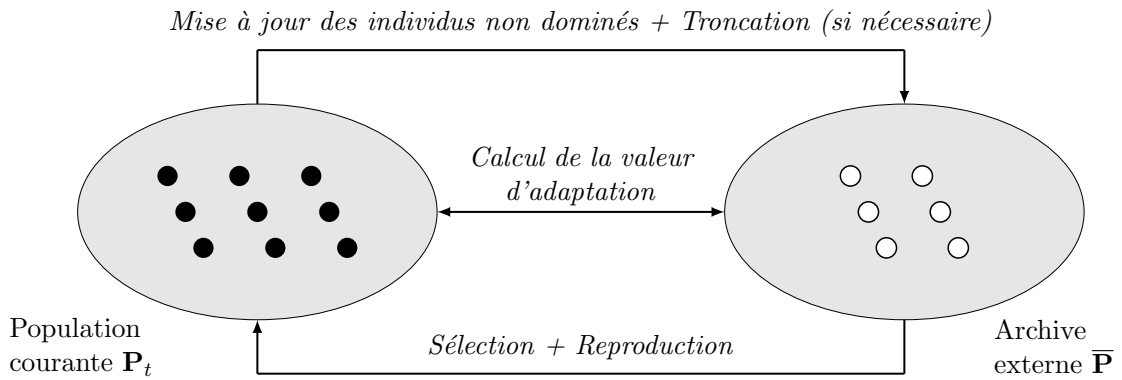 Mise à jour des individus non dominés + Troncation (si nécessaire)
Calcul de la valeur
d'adaptation
Population
courante P_t
Sélection + Reproduction
Archive
externe P̅